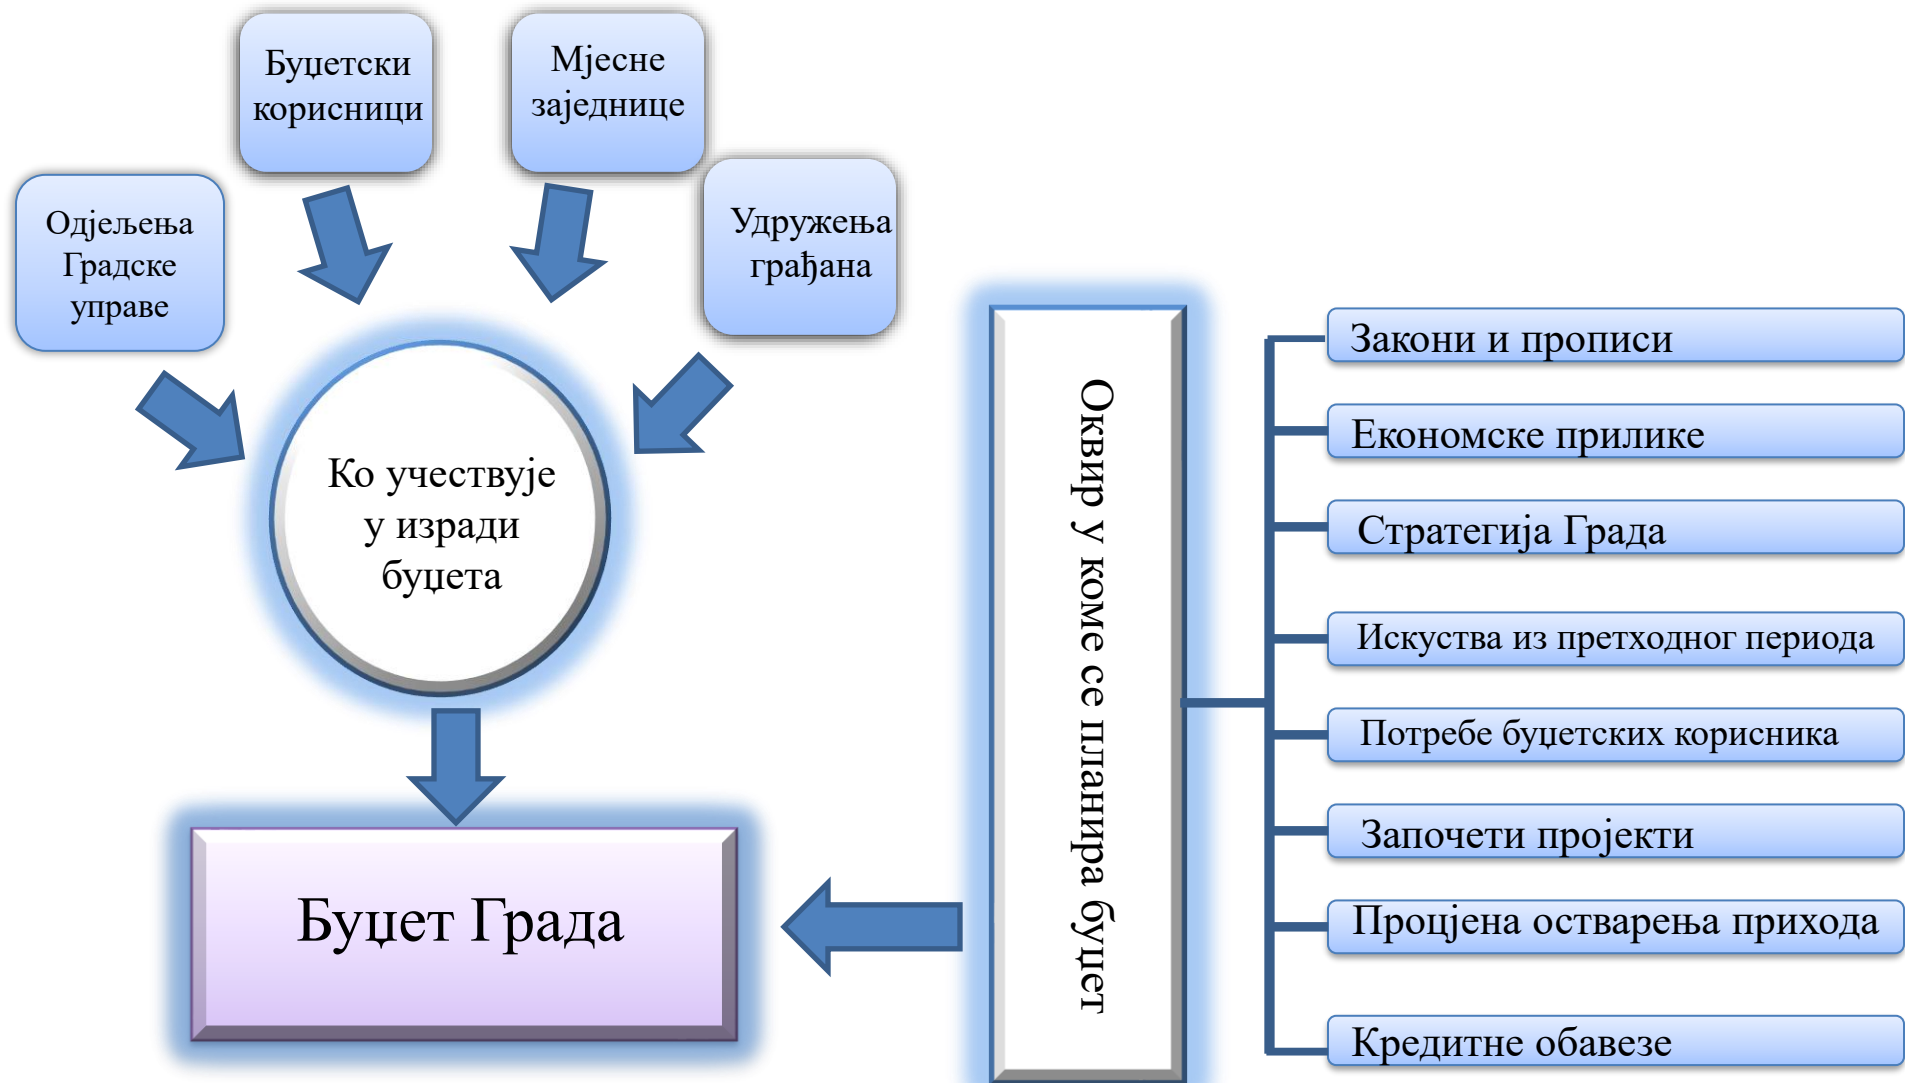 Буџетски
корисници
Мјесне
заједнице
Одјељења
Градске
управе
Удружења
грађана
Ко учествује
у изради
буџета
Буџет Града
Оквир у коме се планира буџет
Закони и прописи
Економске прилике
Стратегија Града
Искуства из претходног периода
Потребе буџетских корисника
Започети пројекти
Процјена остварења прихода
Кредитне обавезе